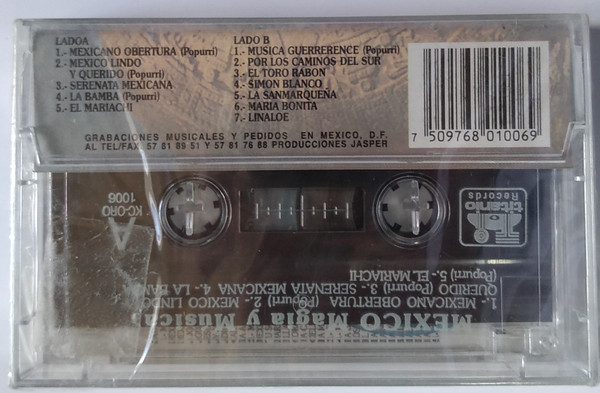 LADOA
1.- MEXICANO OBERTURA (Popurri)
2.- MEXICO LINDO
Y QUERIDO (Popurri)
3.- SERENATA MEXICANA
4.- LA BAMBA (Popurri)
5.- EL MARIACHI
LADO B
1.- MUSICA GUERRERENCE (Popurri)
2.- POR LOS CAMINOS DEL SUR
3.- EL TORO RABON
4.- SIMON BLANCO
5.- LA SANMARQUEÑA
6.- MARIA BONITA
7.- LINALOE
7 509768 010069
GRABACIONES MUSICALES Y PEDIDOS EN MEXICO, D.F.
AL TEL/FAX 57 81 89 51 Y 57 81 76 88 PRODUCCIONES JASPER
A
KC-ORO
1006
titanio
Records
MEXICO Magia y Musica
1.- MEXICANO OBERTURA (Popurri) 2.- MEXICO LINDO
QUERIDO (Popurri) 3.- SERENATA MEXICANA 4.- LA BAMBA
(Popurri) 5.- EL MARIACHI